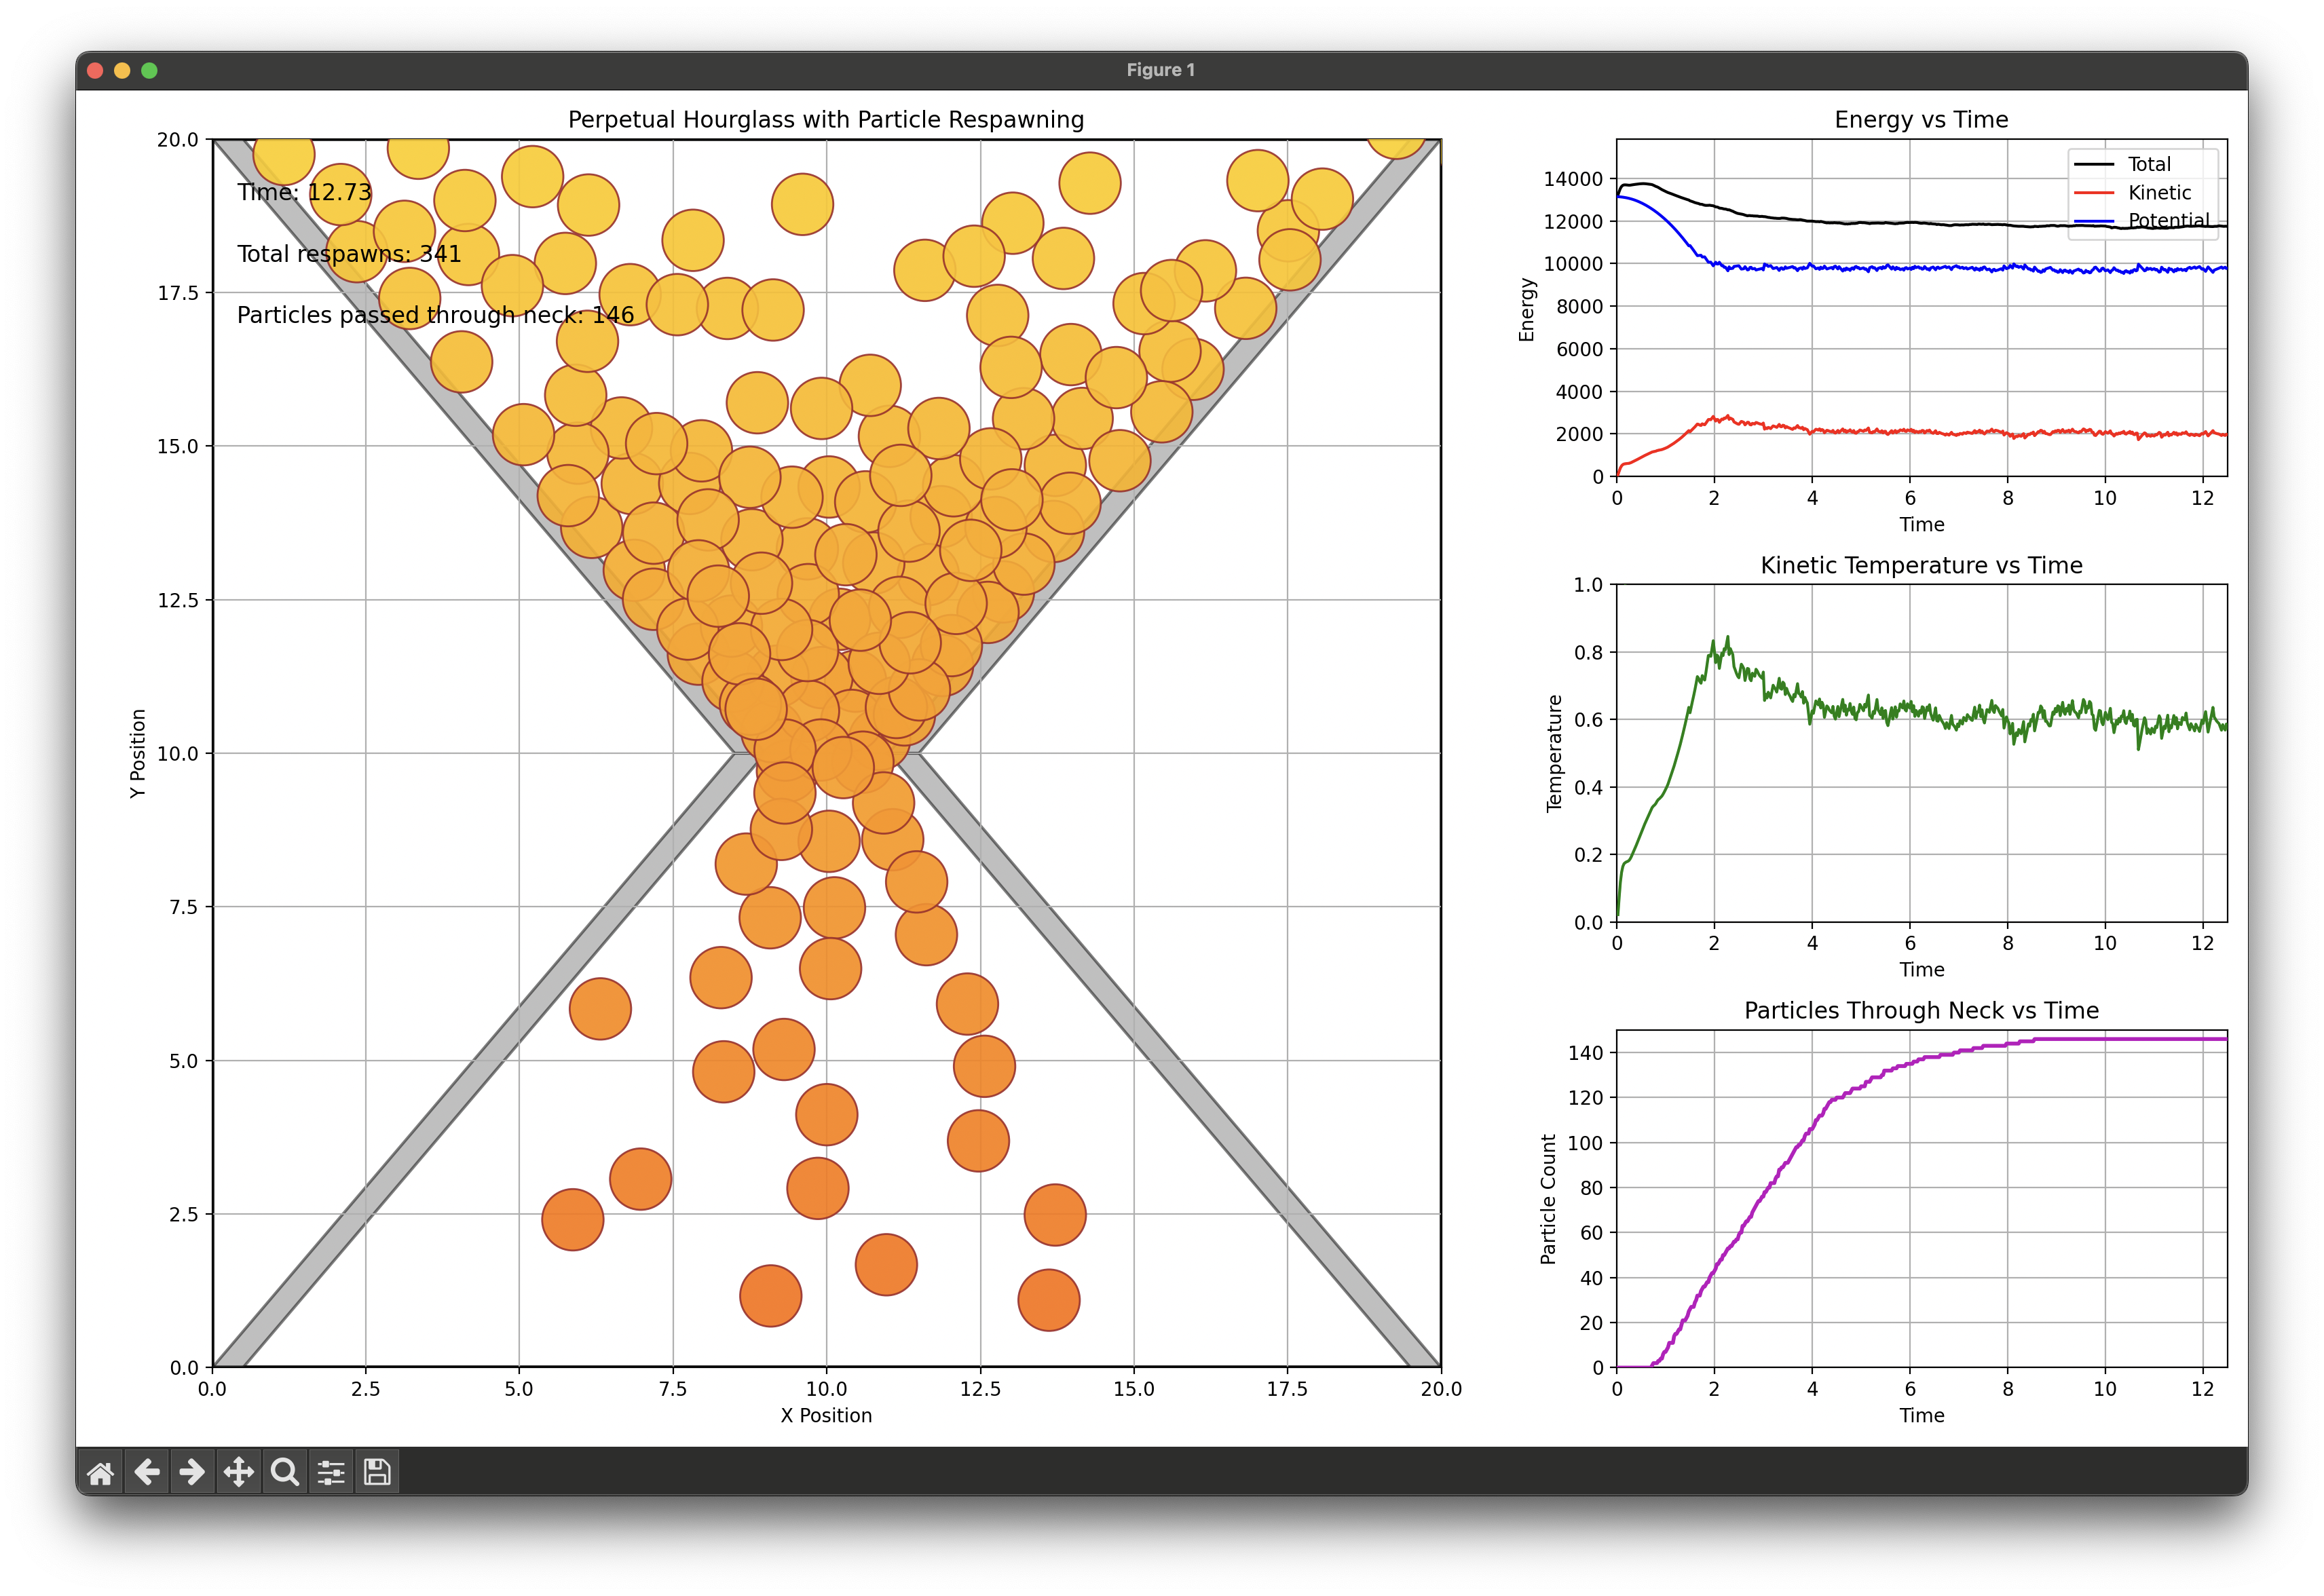 Figure 1
Perpetual Hourglass with Particle Respawning
20.0
17.5
15.0
12.5
10.0
7.5
5.0
2.5
0.0
Y Position
Time: 12.73
Total respawns: 341
Particles passed through neck: 146
0.0 2.5 5.0 7.5 10.0 12.5 15.0 17.5 20.0
X Position
Energy vs Time
14000
12000
10000
8000
6000
4000
2000
0
Energy
Total
Kinetic
Potential
0 2 4 6 8 10 12
Time
Kinetic Temperature vs Time
1.0
0.8
0.6
0.4
0.2
0.0
Temperature
0 2 4 6 8 10 12
Time
Particles Through Neck vs Time
140
120
100
80
60
40
20
0
Particle Count
0 2 4 6 8 10 12
Time